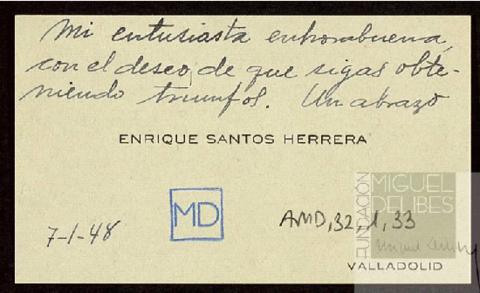 Mi entusiasta enhorabuena,
con el deseo, de que sigas obte-
niendo triunfos. Un abrazo
ENRIQUE SANTOS HERRERA
FUNDACIÓN
MIGUEL
DELIBES
MD
AMD,32,1,33
7-1-48
VALLADOLID